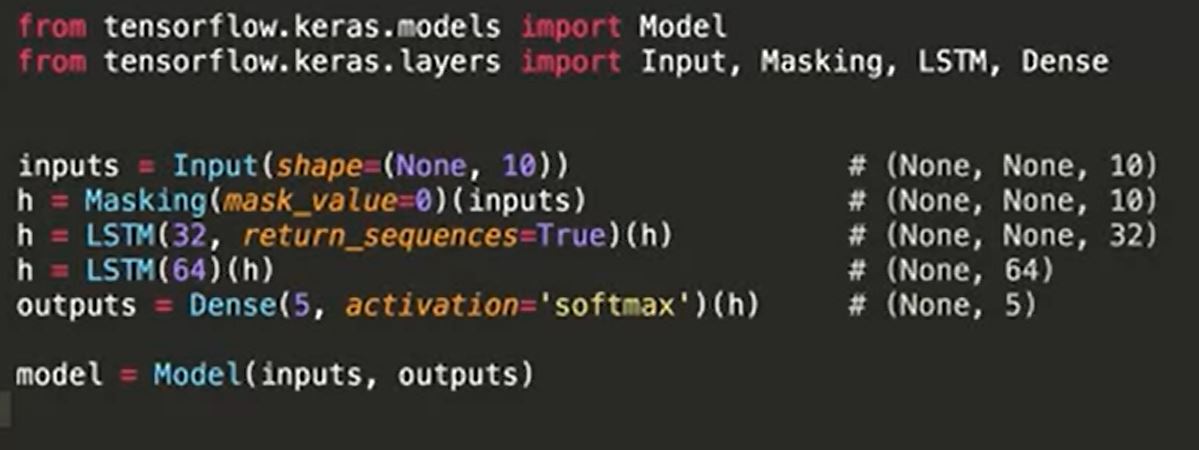 from tensorflow.keras.models import Model
from tensorflow.keras.layers import Input, Masking, LSTM, Dense
inputs = Input(shape=(None, 10)) # (None, None, 10)
h = Masking(mask_value=0)(inputs) # (None, None, 10)
h = LSTM(32, return_sequences=True)(h) # (None, None, 32)
h = LSTM(64)(h) # (None, 64)
outputs = Dense(5, activation='softmax')(h) # (None, 5)
model = Model(inputs, outputs)